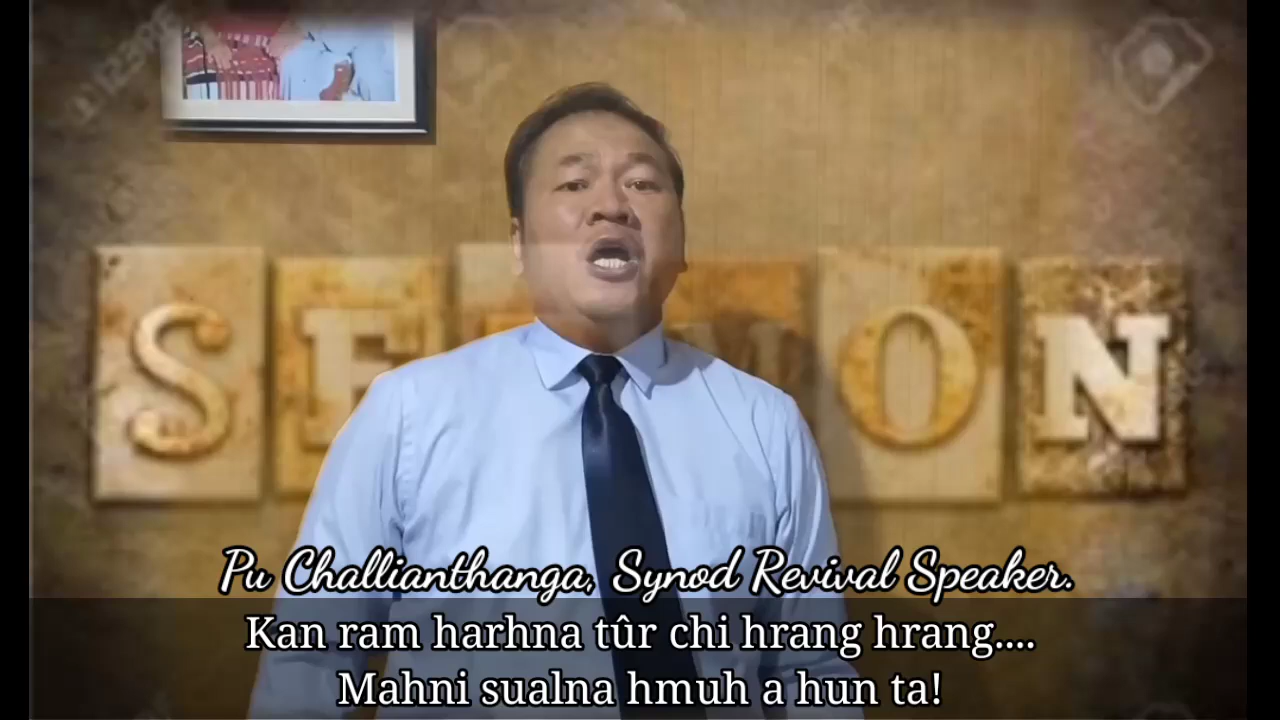 SERMON
Pu Challianthanga, Synod Revival Speaker.
Kan ram harhna tûr chi hrang hrang....
Mahni sualna hmuh a hun ta!